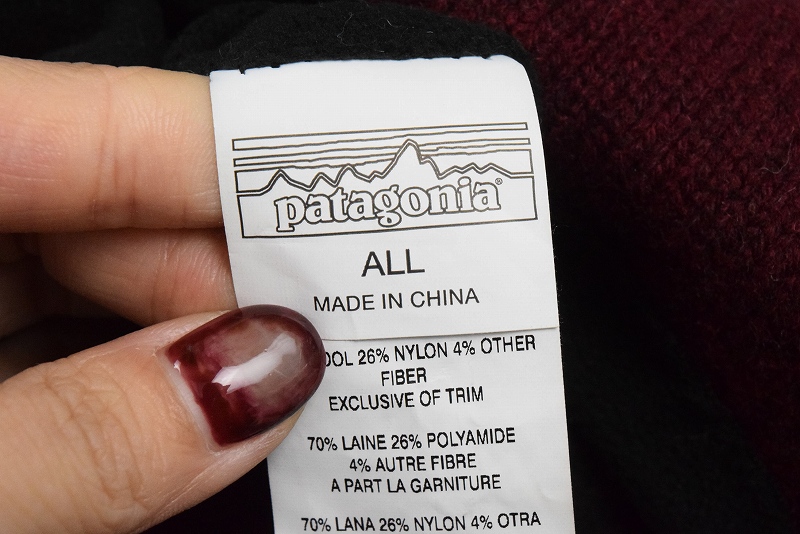 patagonia®
ALL
MADE IN CHINA
26% NYLON 4% OTHER
FIBER
EXCLUSIVE OF TRIM
70% LAINE 26% POLYAMIDE
4% AUTRE FIBRE
A PART LA GARNITURE
70% LANA 26% NYLON 4% OTRA